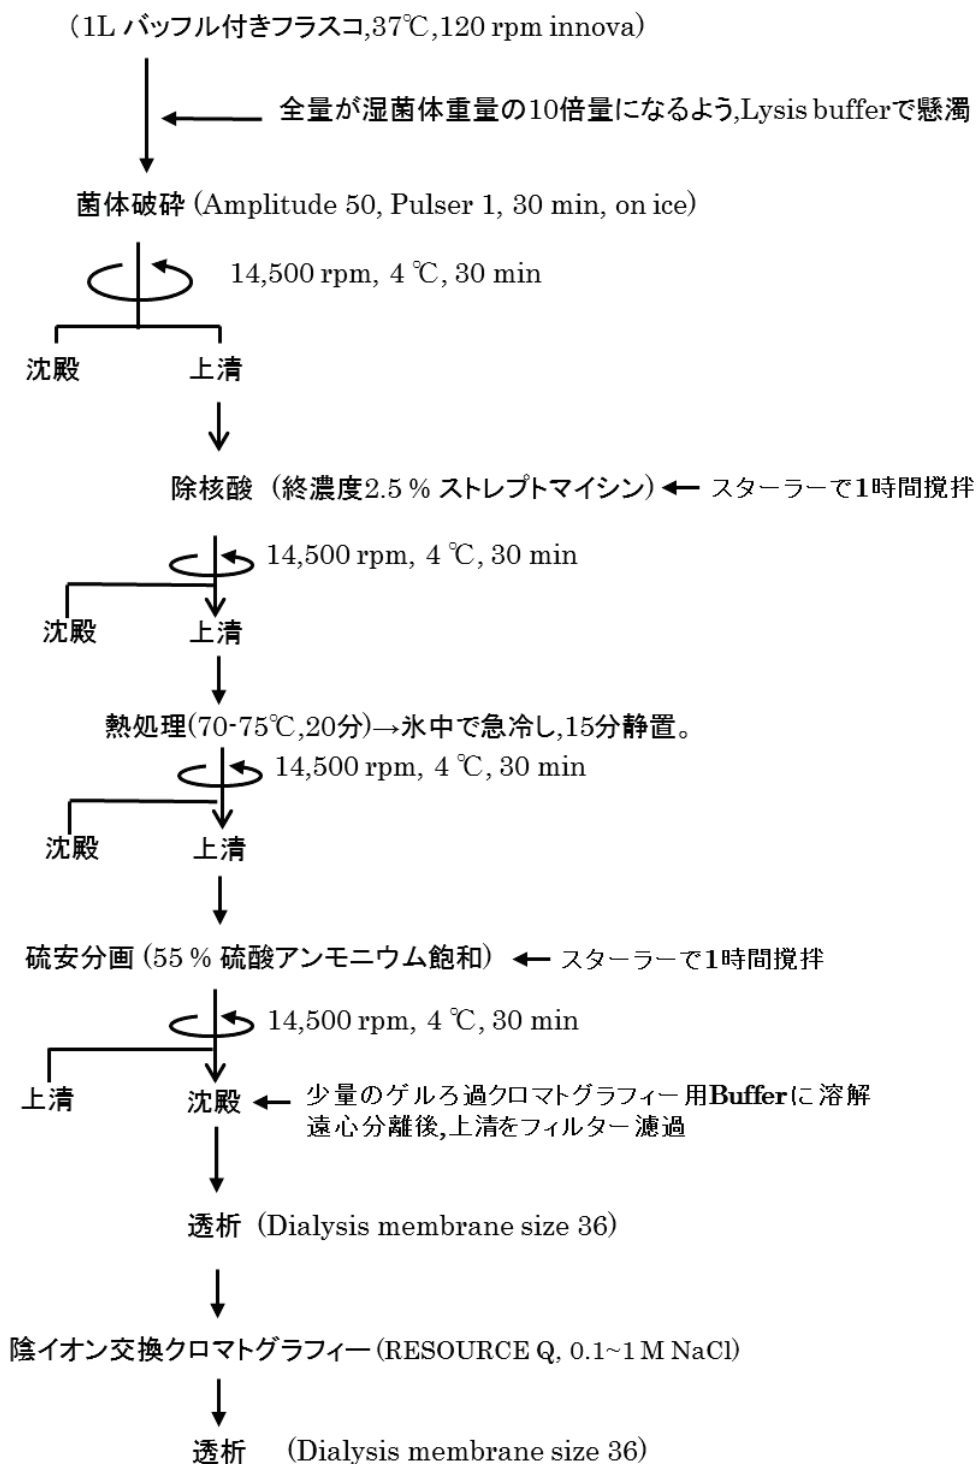 （1L バッフル付きフラスコ,37℃,120 rpm innova)
全量が湿菌体重量の10倍量になるよう,Lysis bufferで懸濁
菌体破砕 (Amplitude 50, Pulser 1, 30 min, on ice)
14,500 rpm, 4 ℃, 30 min
沈殿 上清
除核酸 （終濃度2.5 % ストレプトマイシン） ← スターラーで1時間撹拌
14,500 rpm, 4 ℃, 30 min
沈殿 上清
熱処理(70-75℃,20分)→氷中で急冷し,15分静置。
14,500 rpm, 4 ℃, 30 min
沈殿 上清
硫安分画 (55 % 硫酸アンモニウム飽和) ← スターラーで1時間撹拌
14,500 rpm, 4 ℃, 30 min
上清 沈殿 ← 少量のゲルろ過クロマトグラフィー用Bufferに溶解
遠心分離後,上清をフィルター濾過
透析 (Dialysis membrane size 36)
陰イオン交換クロマトグラフィー (RESOURCE Q, 0.1~1 M NaCl)
透析 (Dialysis membrane size 36)